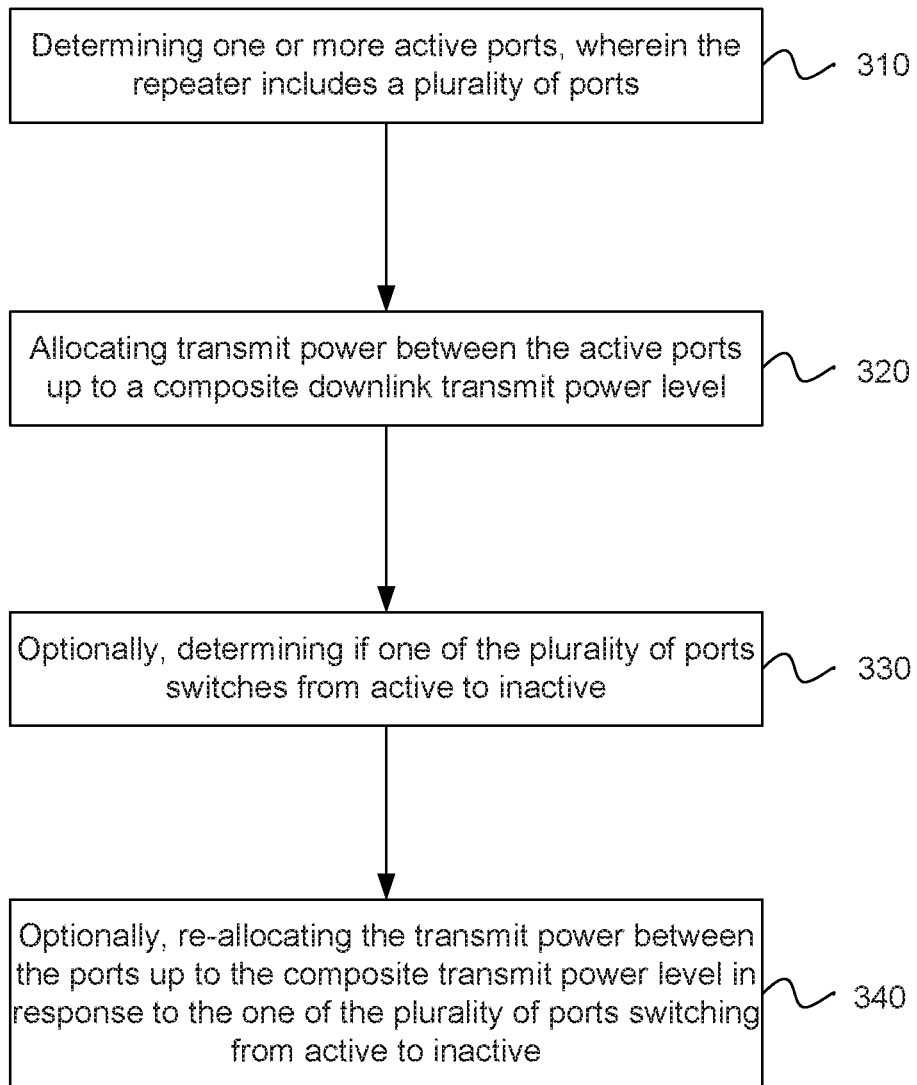 Determining one or more active ports, wherein the
repeater includes a plurality of ports
310
Allocating transmit power between the active ports
up to a composite downlink transmit power level
320
Optionally, determining if one of the plurality of ports
switches from active to inactive
330
Optionally, re-allocating the transmit power between
the ports up to the composite transmit power level in
response to the one of the plurality of ports switching
from active to inactive
340